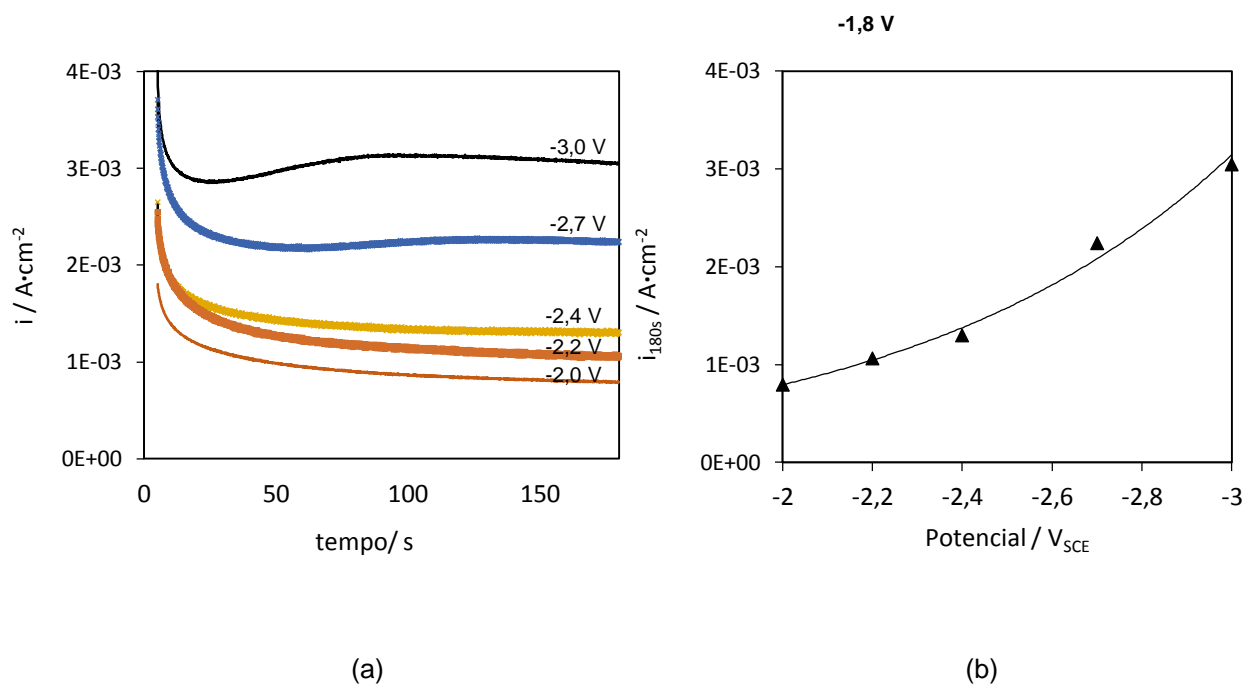 -1,8 V
4E-03
3E-03
2E-03
1E-03
0E+00
i / A•cm-2
-3,0 V
-2,7 V
-2,4 V
-2,2 V
-2,0 V
0
50
100
150
tempo/ s
(a)
4E-03
3E-03
2E-03
1E-03
0E+00
i180s / A•cm-2
-2
-2,2
-2,4
-2,6
-2,8
-3
Potencial / VSCE
(b)